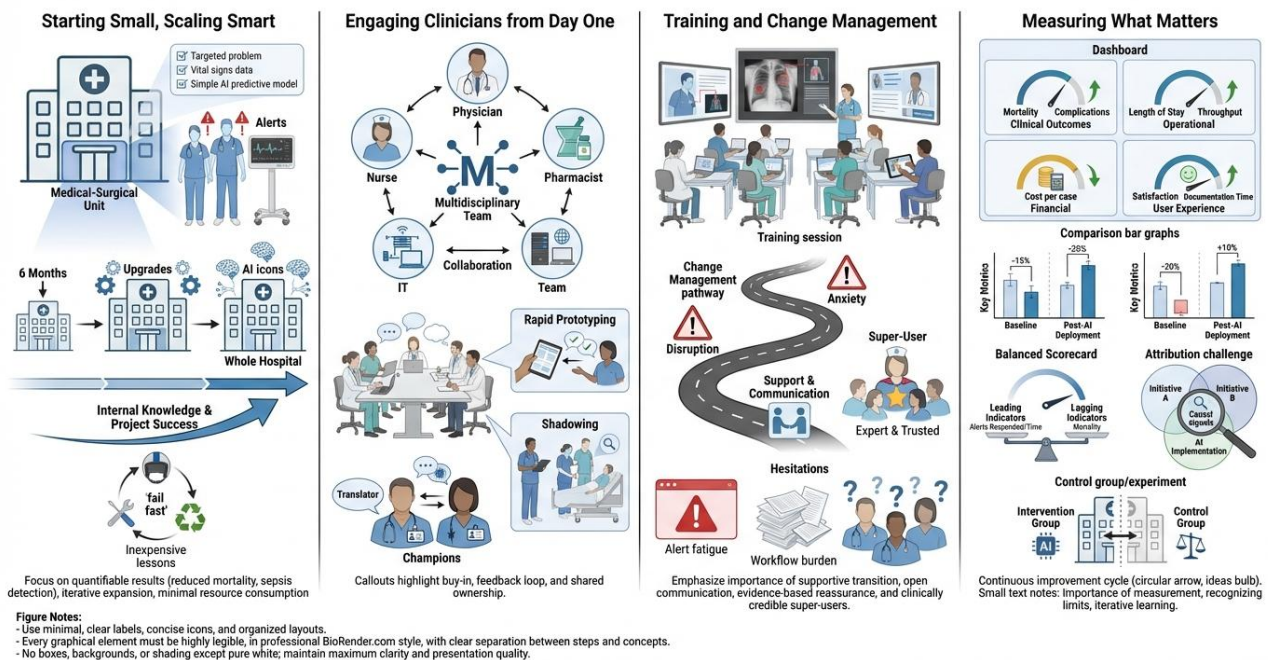 Starting Small, Scaling Smart
Targeted problem
Vital signs data
Simple AI predictive model
Alerts
Medical-Surgical
Unit
6 Months
Upgrades
AI icons
Whole Hospital
Internal Knowledge &
Project Success
'fail
fast'
Inexpensive
lessons
Focus on quantifiable results (reduced mortality, sepsis
detection), iterative expansion, minimal resource consumption
Engaging Clinicians from Day One
Physician
Nurse
Pharmacist
M
Multidisciplinary
Team
IT
Collaboration
Team
Rapid Prototyping
Shadowing
Translator
Champions
Callouts highlight buy-in, feedback loop, and shared
ownership.
Training and Change Management
Training session
Change
Management
pathway
Anxiety
Disruption
Super-User
Support &
Communication
Expert & Trusted
Hesitations
Alert fatigue
Workflow burden
? ? ? ? ?
Emphasize importance of supportive transition, open
communication, evidence-based reassurance, and clinically
credible super-users.
Measuring What Matters
Dashboard
Mortality Complications
Clinical Outcomes
Length of Stay Throughput
Operational
Cost per case
Financial
Satisfaction Documentation Time
User Experience
Comparison bar graphs
Key
-15%
-28%
Baseline
Post-AI
Deployment
Key
-20%
+10%
Baseline
Post-AI
Deployment
Balanced Scorecard
Leading
Indicators
Alerts Responded/Time
Lagging
Indicators
Attribution challenge
Initiative
A
Initiative
B
AI
Implementation
Control group/experiment
Intervention
Group
AI
Control
Group
Continuous improvement cycle (circular arrow, ideas bulb).
Small text notes: Importance of measurement, recognizing
limits, iterative learning.
Figure Notes:
- Use minimal, clear labels, concise icons, and organized layouts.
- Every graphical element must be highly legible, in professional BioRender.com style, with clear separation between steps and concepts.
- No boxes, backgrounds, or shading except pure white; maintain maximum clarity and presentation quality.